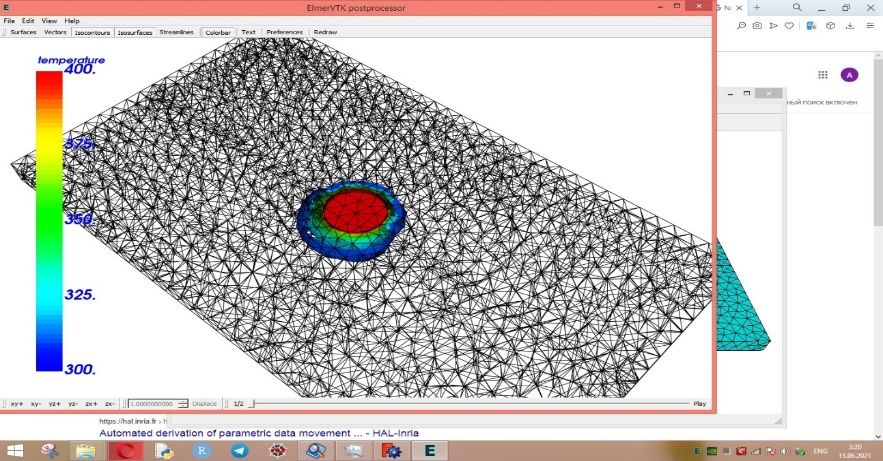 ElmerVTK postprocessor
File Edit View Help
Surfaces Vectors Isocontours Isosurfaces Streamlines Colorbar Text Preferences Redraw
temperature
400.
375.
350.
325.
300.
ный поиск включен
A
xy+ xy- yz+ yz- zx+ zx- 1.0000000000 Displace 1/2 Play
https://hal.inria.fr › h
Automated derivation of parametric data movement ... - HAL-Inria
R
E
ENG
3:20
13.06.2021